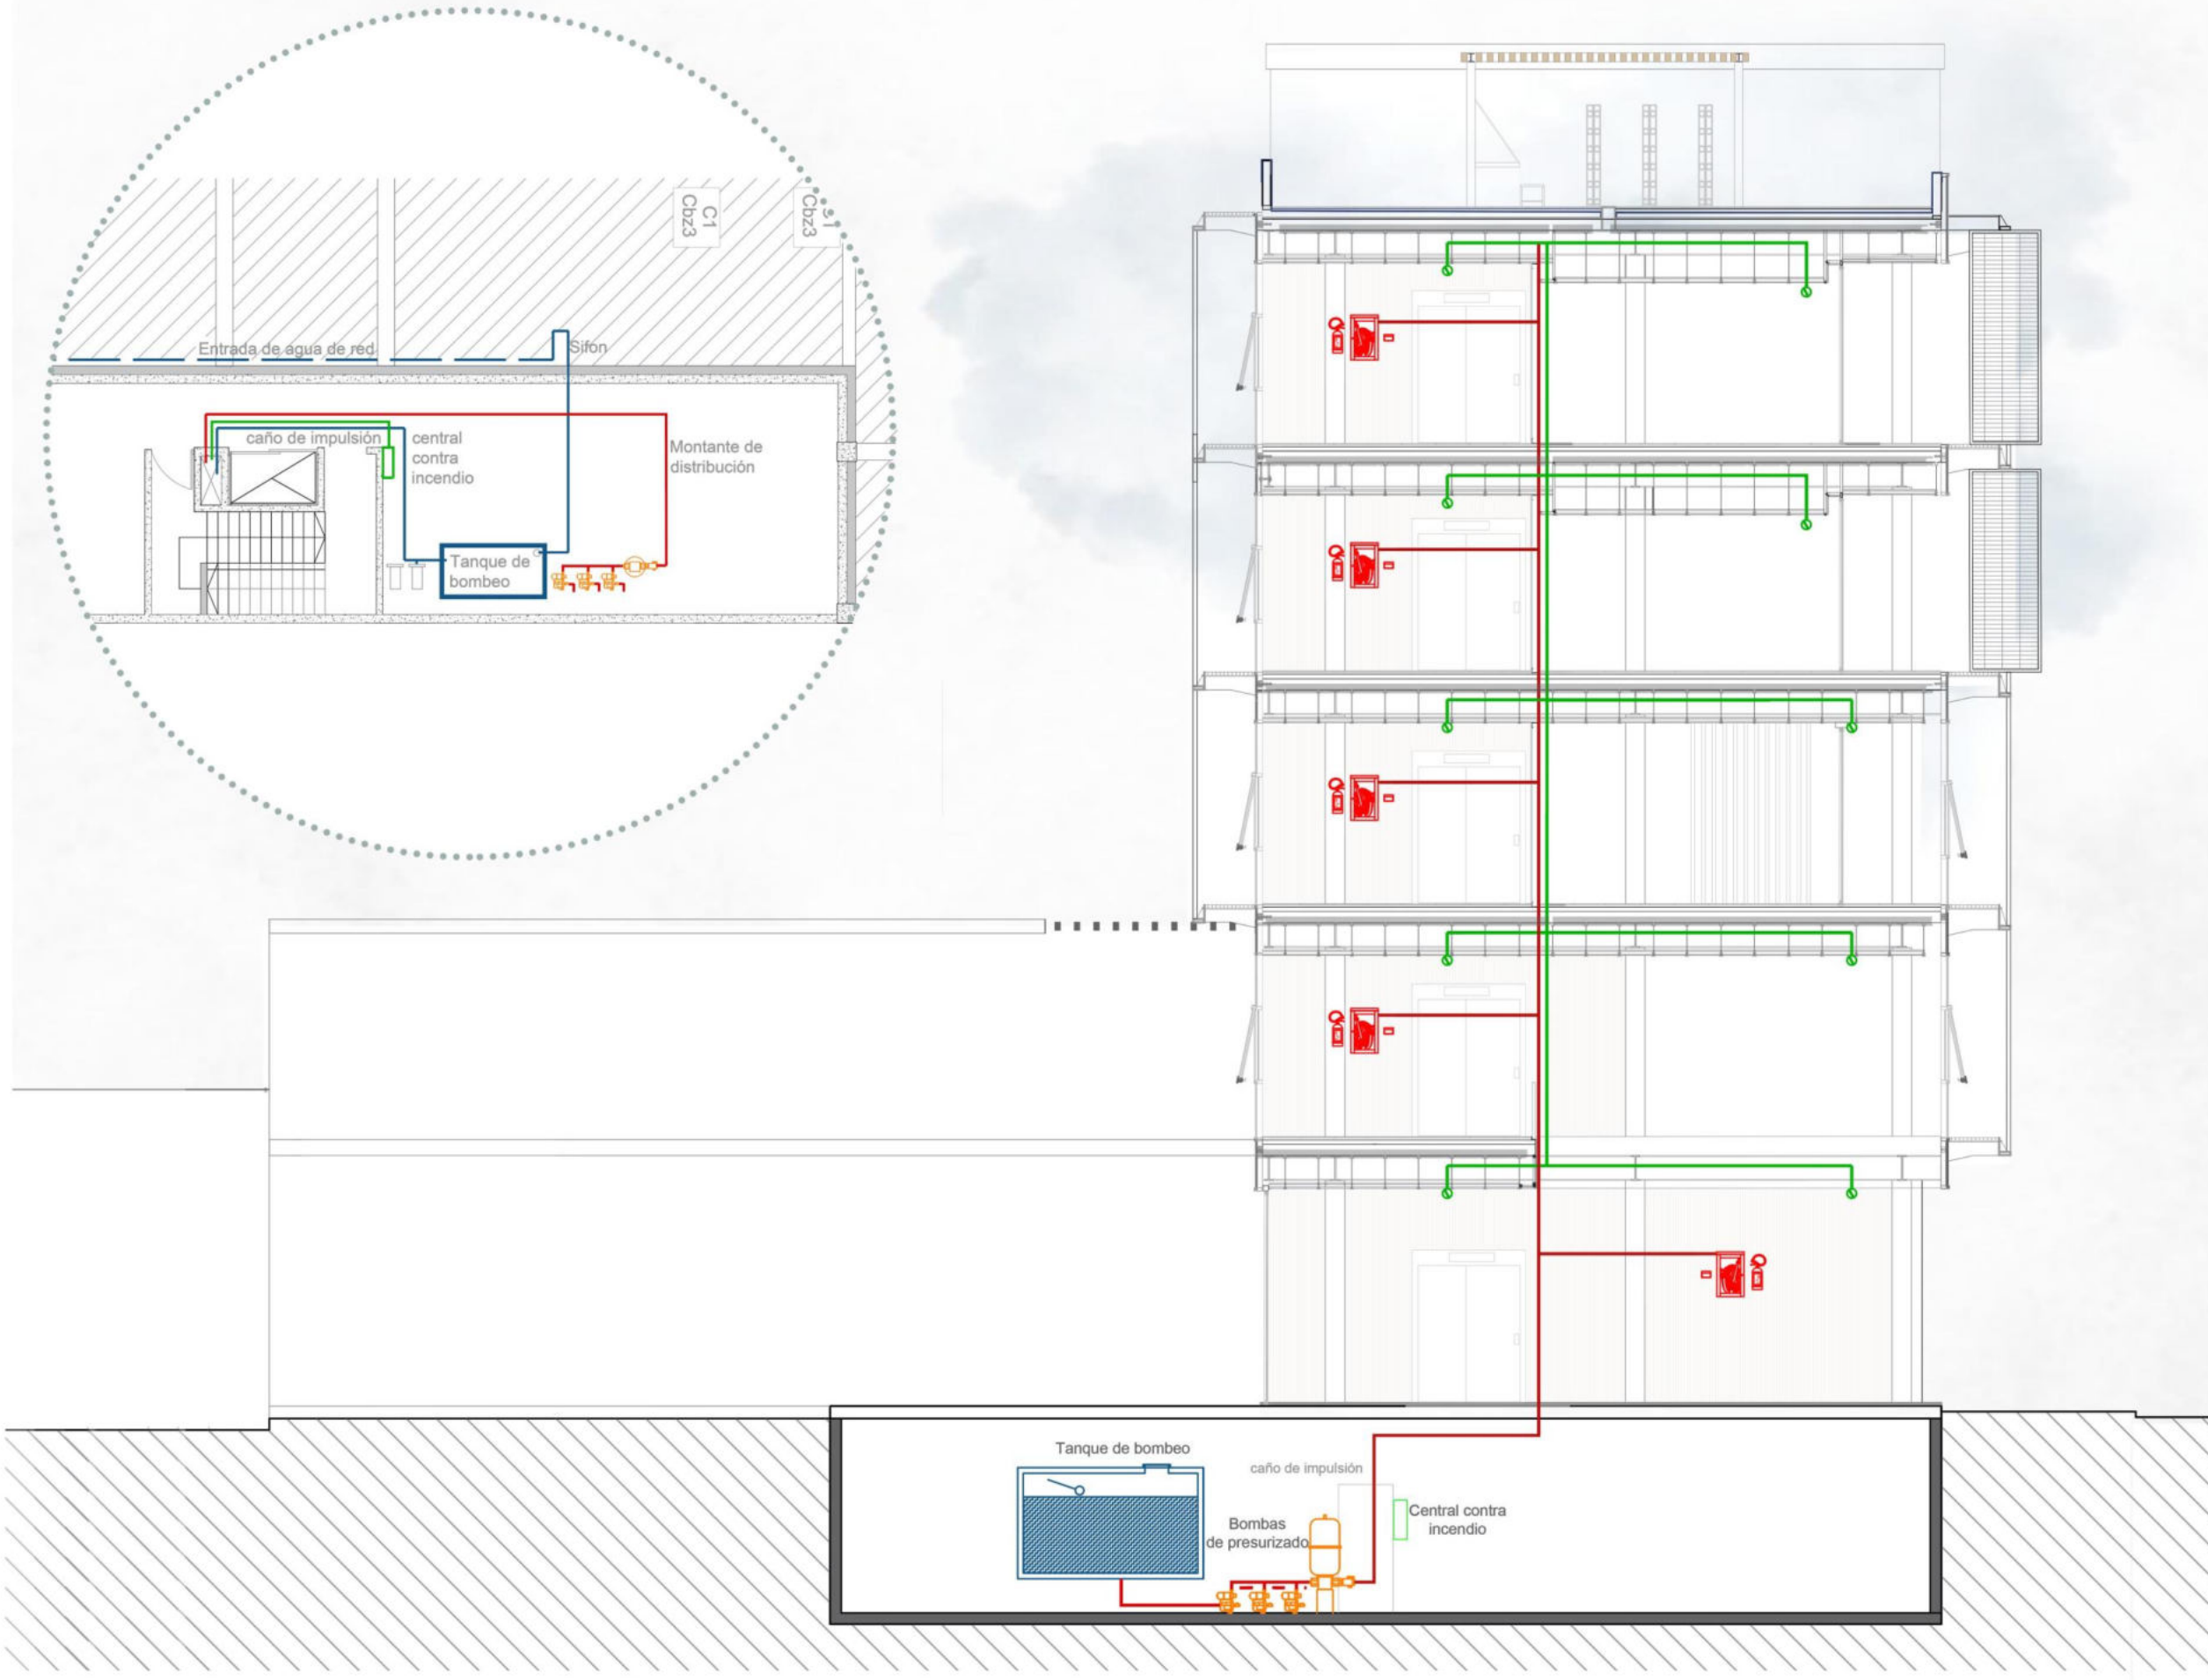 C1
Cbz3
Cbz3
Entrada de agua de red
Sifon
caño de impulsión
central
contra
incendio
Montante de
distribución
Tanque de
bombeo
Tanque de bombeo
caño de impulsión
Bombas
de presurizado
Central contra
incendio